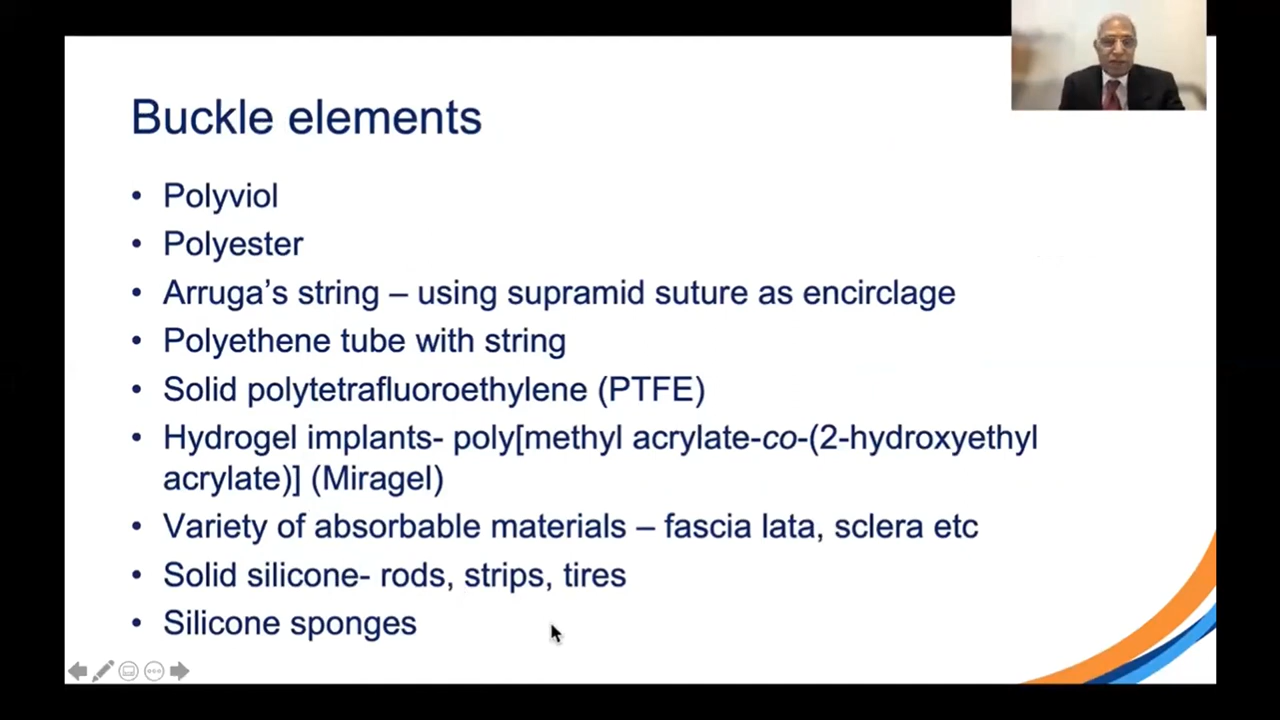 Buckle elements
• Polyviol
• Polyester
• Arruga's string – using supramid suture as encirclage
• Polyethene tube with string
• Solid polytetrafluoroethylene (PTFE)
• Hydrogel implants- poly[methyl acrylate-co-(2-hydroxyethyl
acrylate)] (Miragel)
• Variety of absorbable materials – fascia lata, sclera etc
• Solid silicone- rods, strips, tires
• Silicone sponges